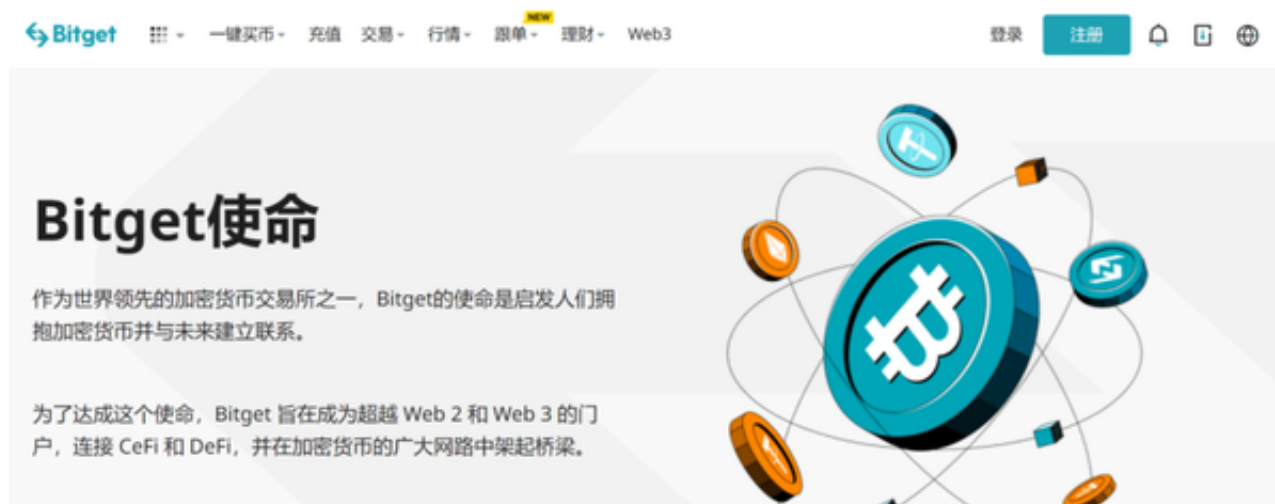 Bitget 一键买币 充值 交易 行情 跟单 NEW 理财 Web3 登录 注册
Bitget使命
作为世界领先的加密货币交易所之一，Bitget的使命是启发人们拥
抱加密货币并与未来建立联系。
为了达成这个使命，Bitget 旨在成为超越 Web 2 和 Web 3 的门
户，连接 CeFi 和 DeFi，并在加密货币的广大网路中架起桥梁。